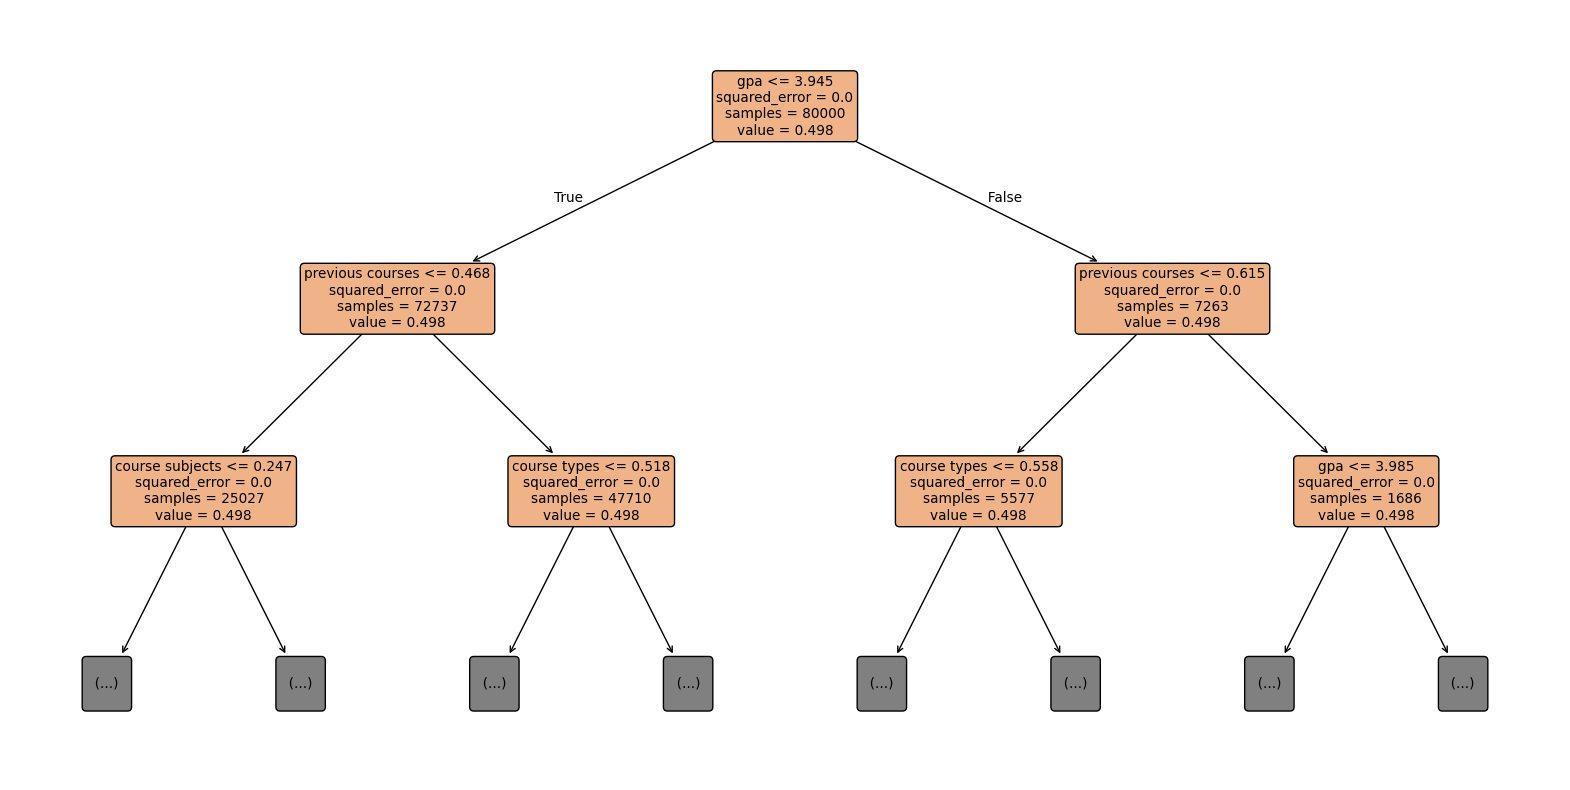 gpa <= 3.945
squared_error = 0.0
samples = 80000
value = 0.498
True
False
previous courses <= 0.468
squared_error = 0.0
samples = 72737
value = 0.498
previous courses <= 0.615
squared_error = 0.0
samples = 7263
value = 0.498
course subjects <= 0.247
squared_error = 0.0
samples = 25027
value = 0.498
course types <= 0.518
squared_error = 0.0
samples = 47710
value = 0.498
course types <= 0.558
squared_error = 0.0
samples = 5577
value = 0.498
gpa <= 3.985
squared_error = 0.0
samples = 1686
value = 0.498
(...)
(...)
(...)
(...)
(...)
(...)
(...)
(...)